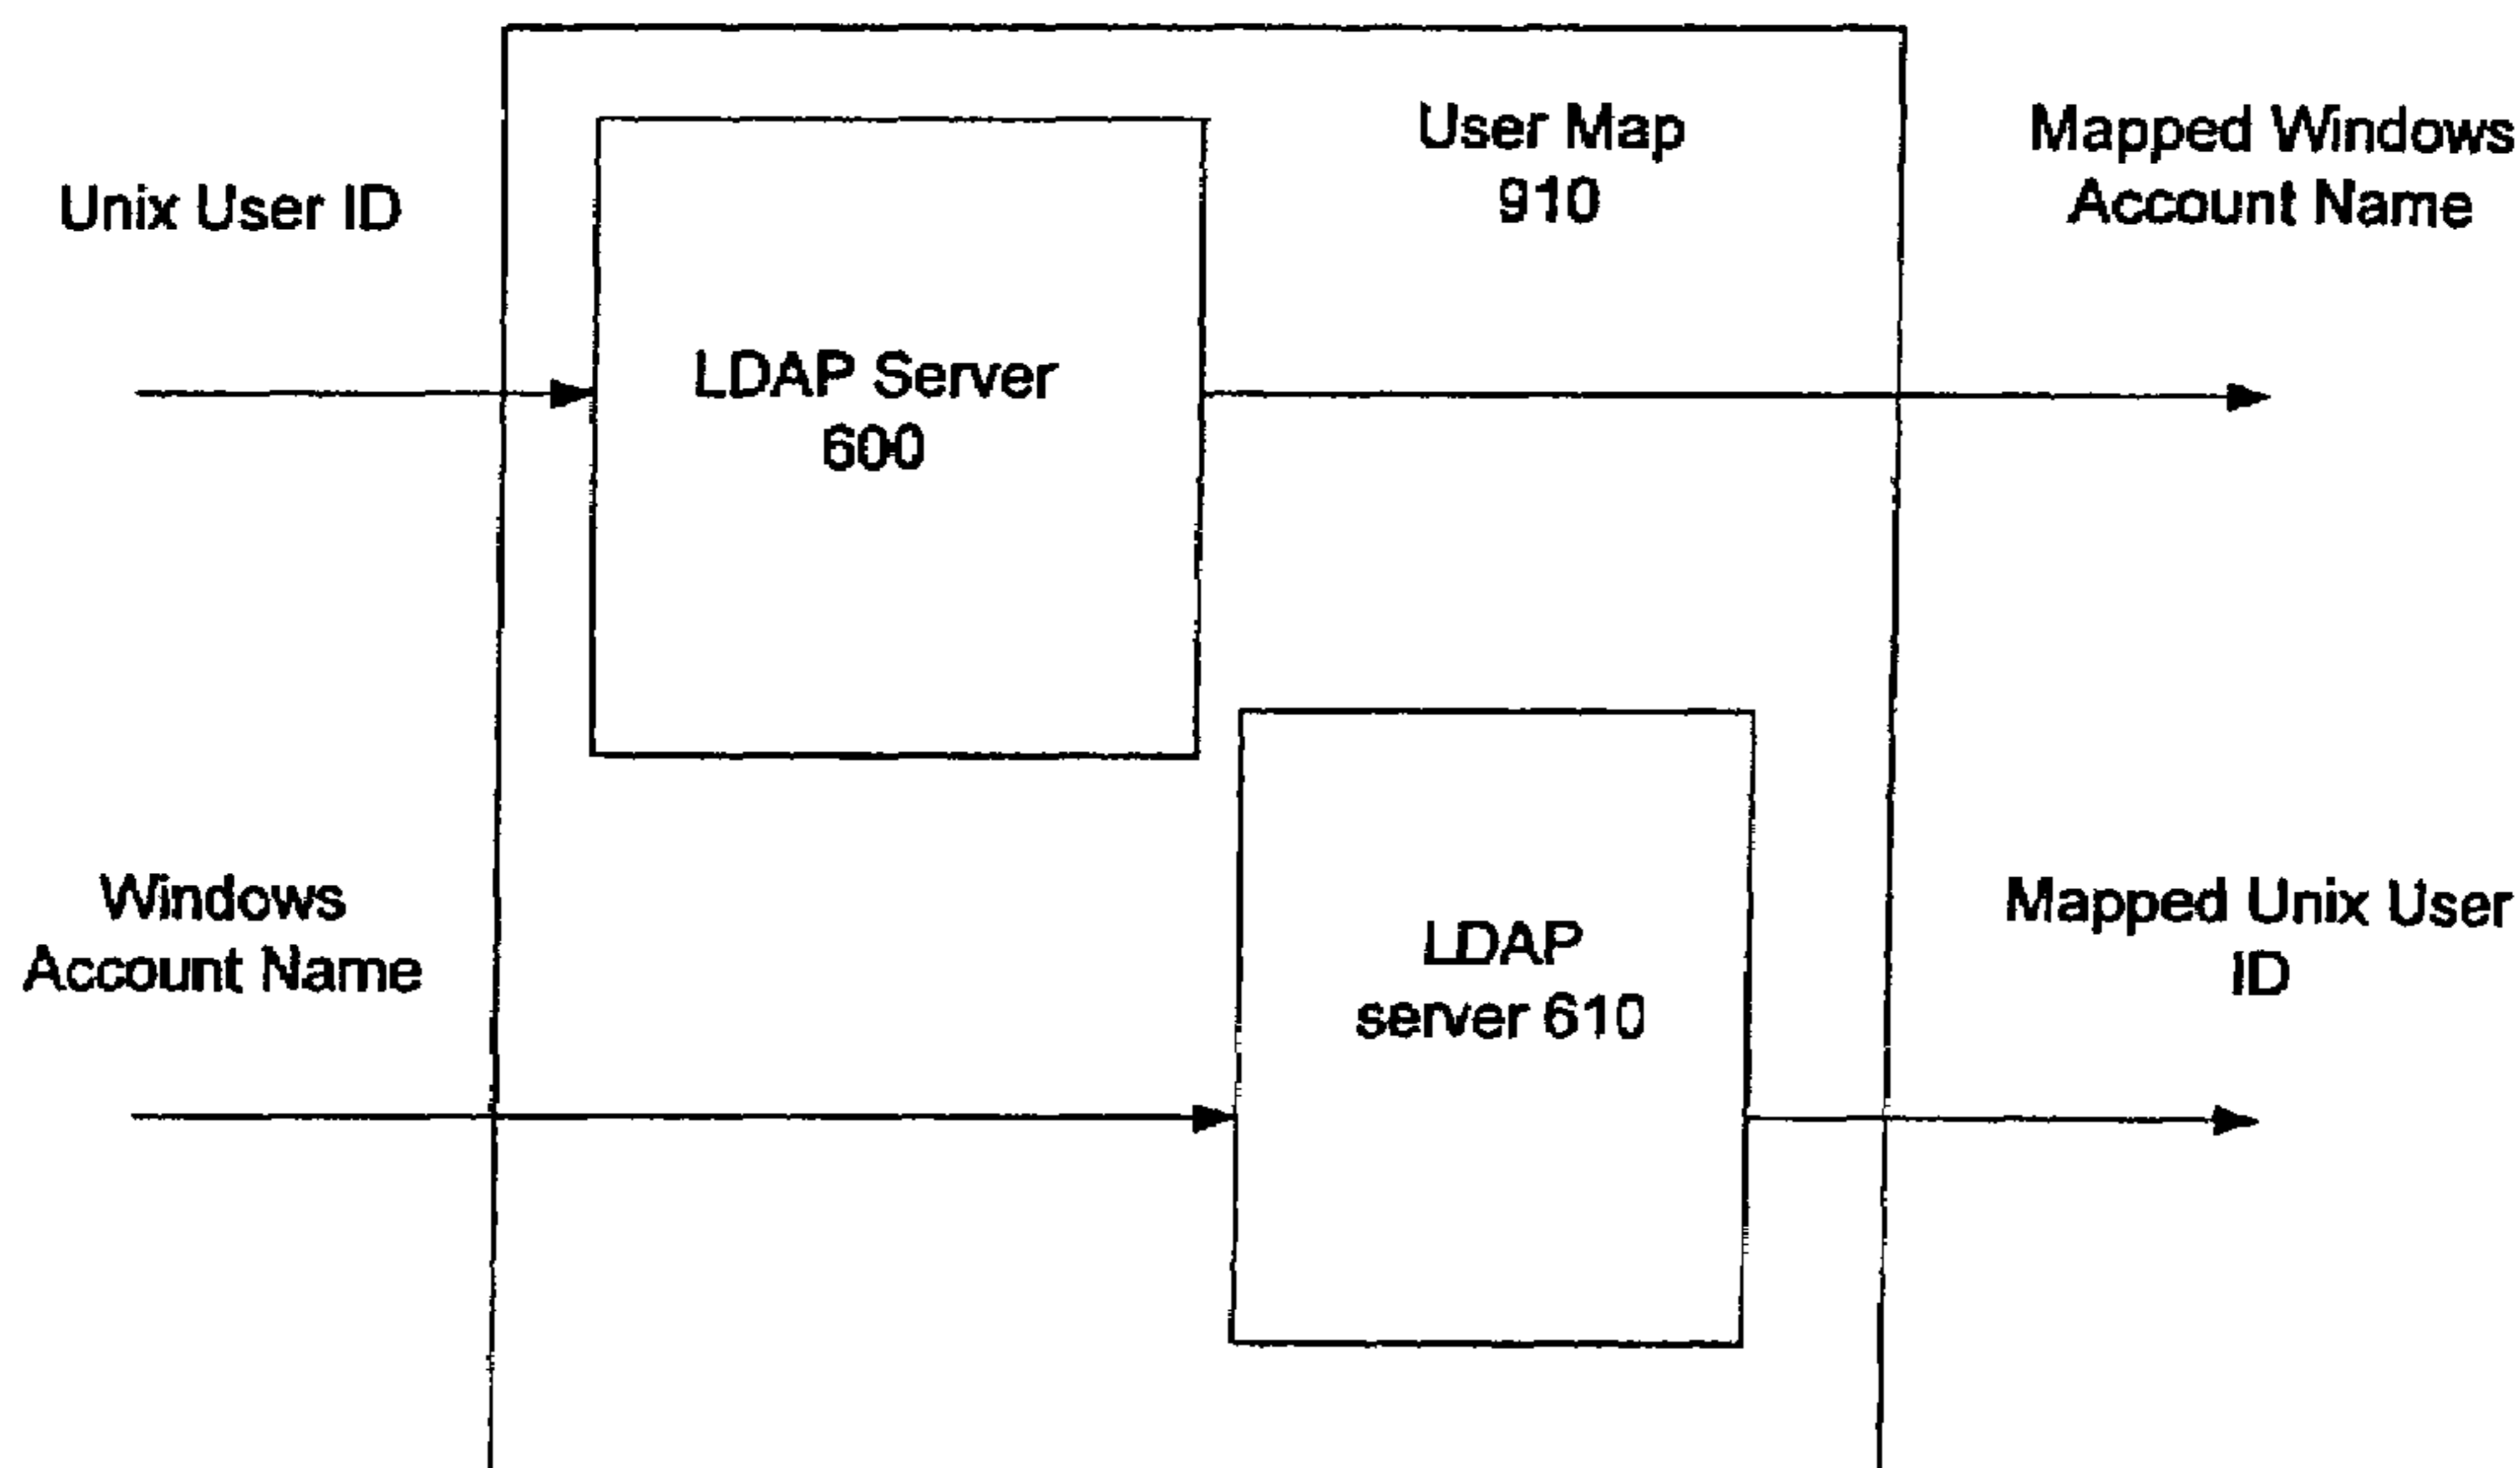 Unix User ID
LDAP Server
600
User Map
910
Mapped Windows
Account Name
Windows
Account Name
LDAP
server 610
Mapped Unix User
ID